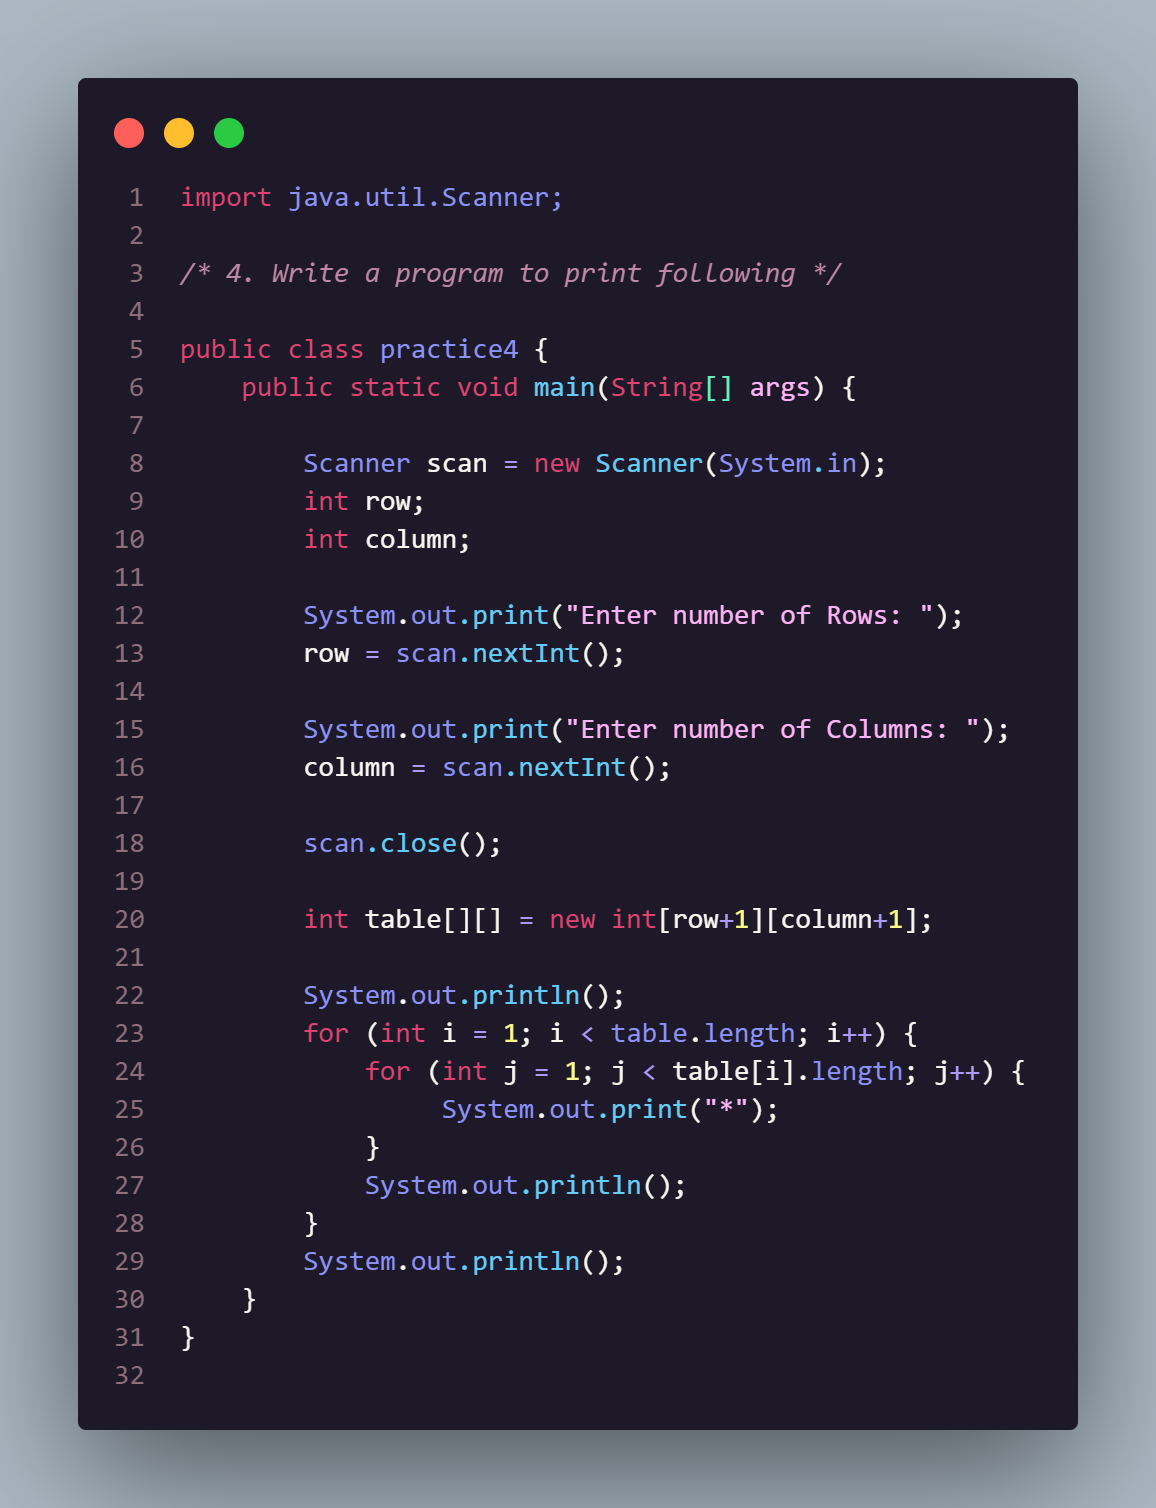 1 import java.util.Scanner;
2
3 /* 4. Write a program to print following */
4
5 public class practice4 {
6     public static void main(String[] args) {
7
8         Scanner scan = new Scanner(System.in);
9         int row;
10         int column;
11
12         System.out.print("Enter number of Rows: ");
13         row = scan.nextInt();
14
15         System.out.print("Enter number of Columns: ");
16         column = scan.nextInt();
17
18         scan.close();
19
20         int table[][] = new int[row+1][column+1];
21
22         System.out.println();
23         for (int i = 1; i < table.length; i++) {
24             for (int j = 1; j < table[i].length; j++) {
25                  System.out.print("*");
26             }
27             System.out.println();
28         }
29         System.out.println();
30     }
31 }
32